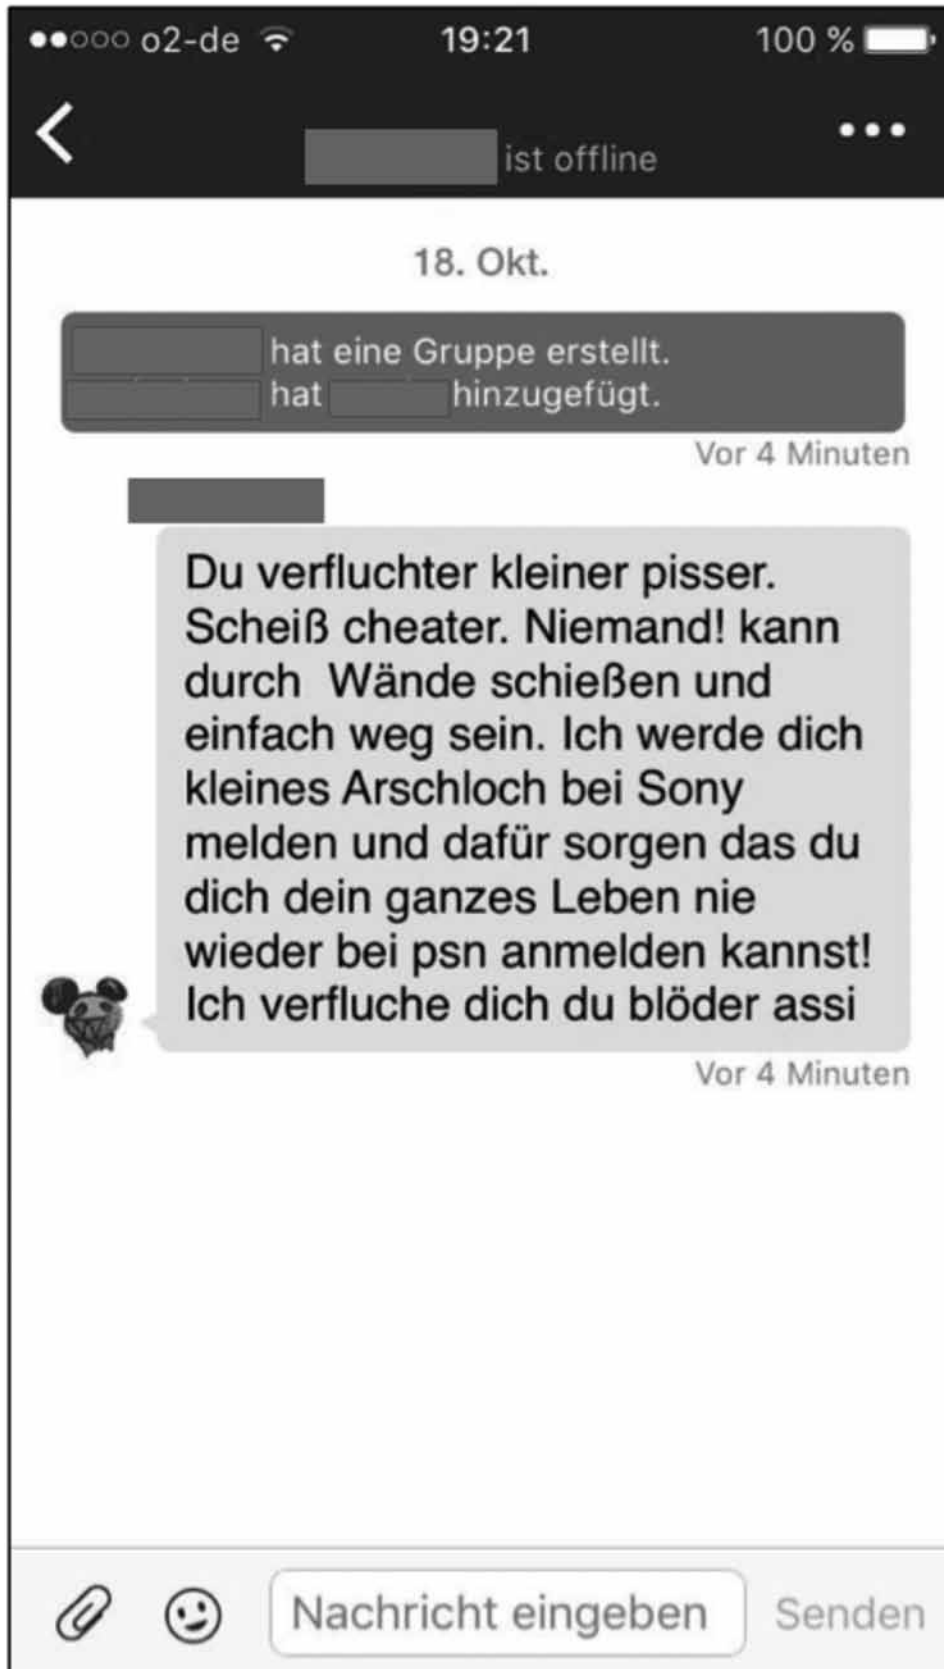 o2-de 19:21 100 %
ist offline
18. Okt.
hat eine Gruppe erstellt.
hat hinzugefügt.
Vor 4 Minuten
Du verfluchter kleiner pisser.
Scheiß cheater. Niemand! kann
durch  Wände schießen und
einfach weg sein. Ich werde dich
kleines Arschloch bei Sony
melden und dafür sorgen das du
dich dein ganzes Leben nie
wieder bei psn anmelden kannst!
Ich verfluche dich du blöder assi
Vor 4 Minuten
Nachricht eingeben Senden